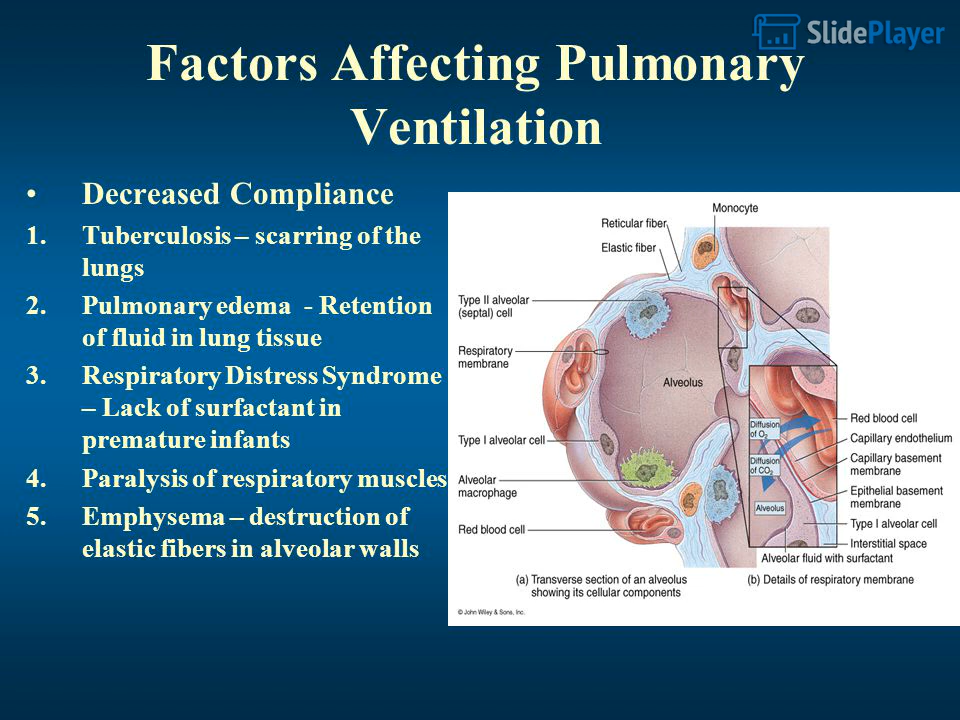 SlidePlayer
Factors Affecting Pulmonary
Ventilation
• Decreased Compliance
1. Tuberculosis – scarring of the
lungs
2. Pulmonary edema - Retention
of fluid in lung tissue
3. Respiratory Distress Syndrome
– Lack of surfactant in
premature infants
4. Paralysis of respiratory muscles
5. Emphysema – destruction of
elastic fibers in alveolar walls
Monocyte
Reticular fiber
Elastic fiber
Type II alveolar
(septal) cell
Respiratory
membrane
Alveolus
Type I alveolar cell
Alveolar
macrophage
Red blood cell
Diffusion
of O2
Diffusion
of CO2
Alveolus
Red blood cell
Capillary endothelium
Capillary basement
membrane
Epithelial basement
membrane
Type I alveolar cell
Interstitial space
Alveolar fluid with surfactant
(a) Transverse section of an alveolus
showing its cellular components
(b) Details of respiratory membrane
© John Wiley & Sons, Inc.